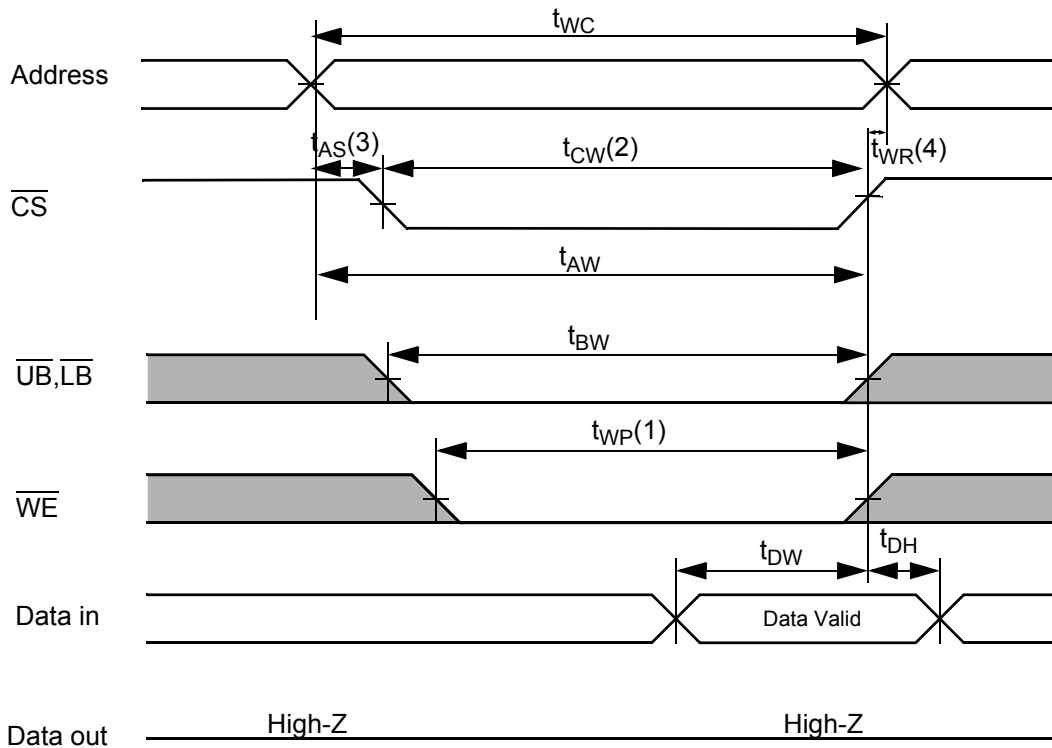 tWC
Address
tAS(3)
tCW(2)
tWR(4)
CS
tAW
tBW
UB,LB
tWP(1)
WE
tDW
tDH
Data in
Data Valid
High-Z
High-Z
Data out